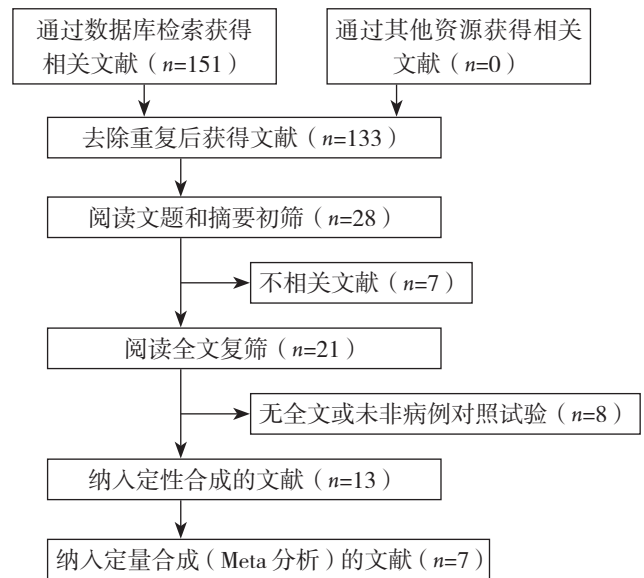 通过数据库检索获得
相关文献（n=151）
通过其他资源获得相关
文献（n=0）
去除重复后获得文献（n=133）
阅读文题和摘要初筛（n=28）
不相关文献（n=7）
阅读全文复筛（n=21）
无全文或未非病例对照试验（n=8）
纳入定性合成的文献（n=13）
纳入定量合成（Meta 分析）的文献（n=7）